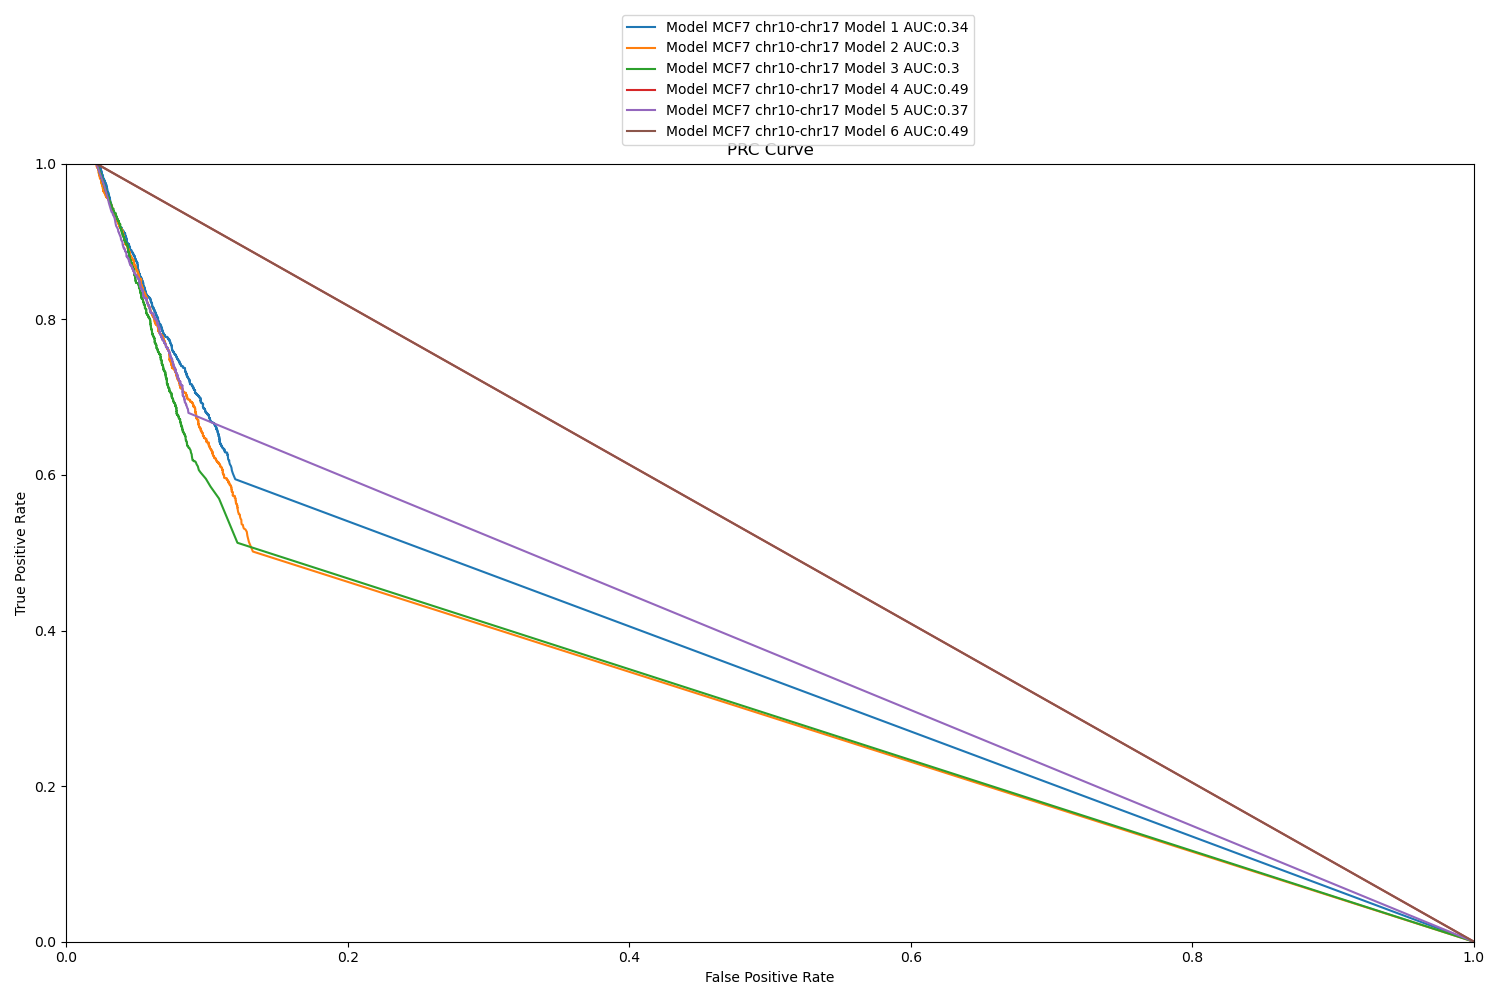 Model MCF7 chr10-chr17 Model 1 AUC:0.34
Model MCF7 chr10-chr17 Model 2 AUC:0.3
Model MCF7 chr10-chr17 Model 3 AUC:0.3
Model MCF7 chr10-chr17 Model 4 AUC:0.49
Model MCF7 chr10-chr17 Model 5 AUC:0.37
Model MCF7 chr10-chr17 Model 6 AUC:0.49
PRC Curve
1.0
0.8
0.6
0.4
0.2
0.0
True Positive Rate
0.0 0.2 0.4 0.6 0.8 1.0
False Positive Rate